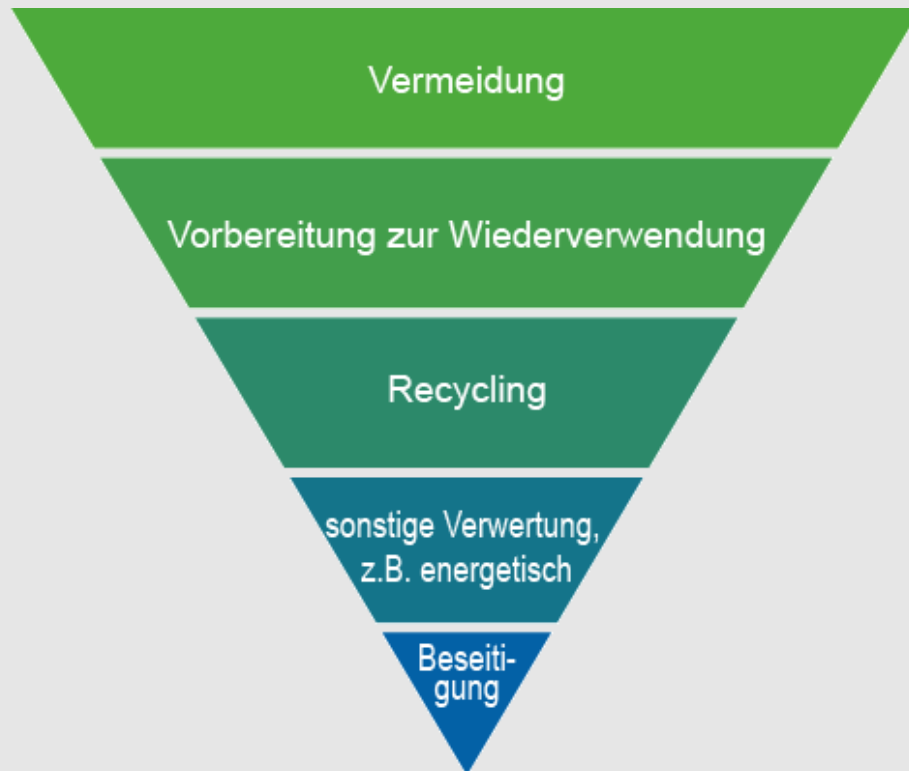 Vermeidung
Vorbereitung zur Wiederverwendung
Recycling
sonstige Verwertung,
z.B. energetisch
Beseiti-
gung